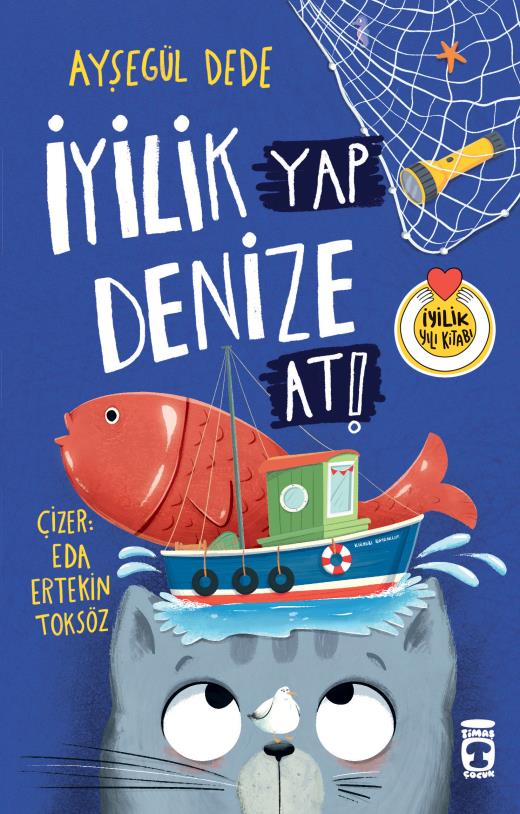 AYŞEGÜL DEDE
İYİLİK YAP
DENİZE
AT!
İYİLİK
YILI KİTABI
ÇİZER:
EDA
ERTEKİN
TOKSÖZ
TİMAŞ
ÇOCUK